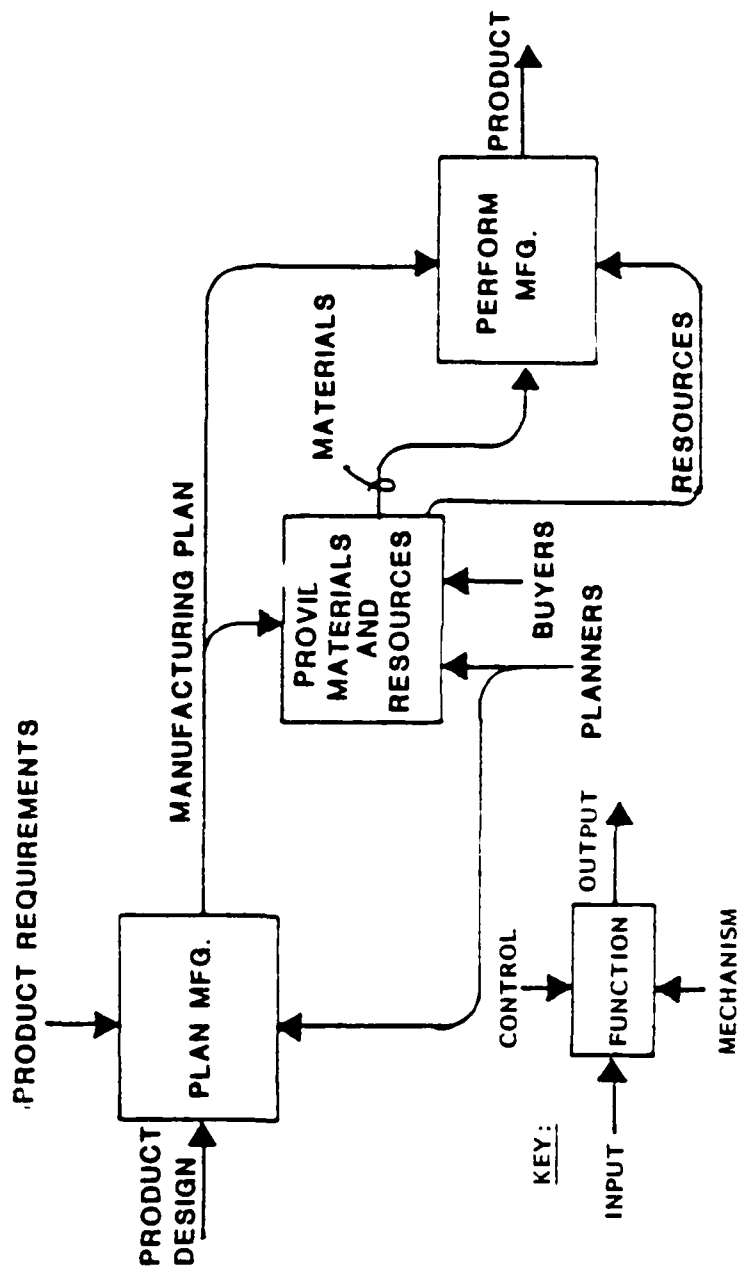 PRODUCT REQUIREMENTS
PRODUCT
DESIGN
PLAN MFG.
MANUFACTURING PLAN
PROVID
MATERIALS
AND
RESOURCES
MATERIALS
PERFORM
MFG.
PRODUCT
BUYERS
PLANNERS
RESOURCES
KEY:
INPUT
CONTROL
FUNCTION
OUTPUT
MECHANISM